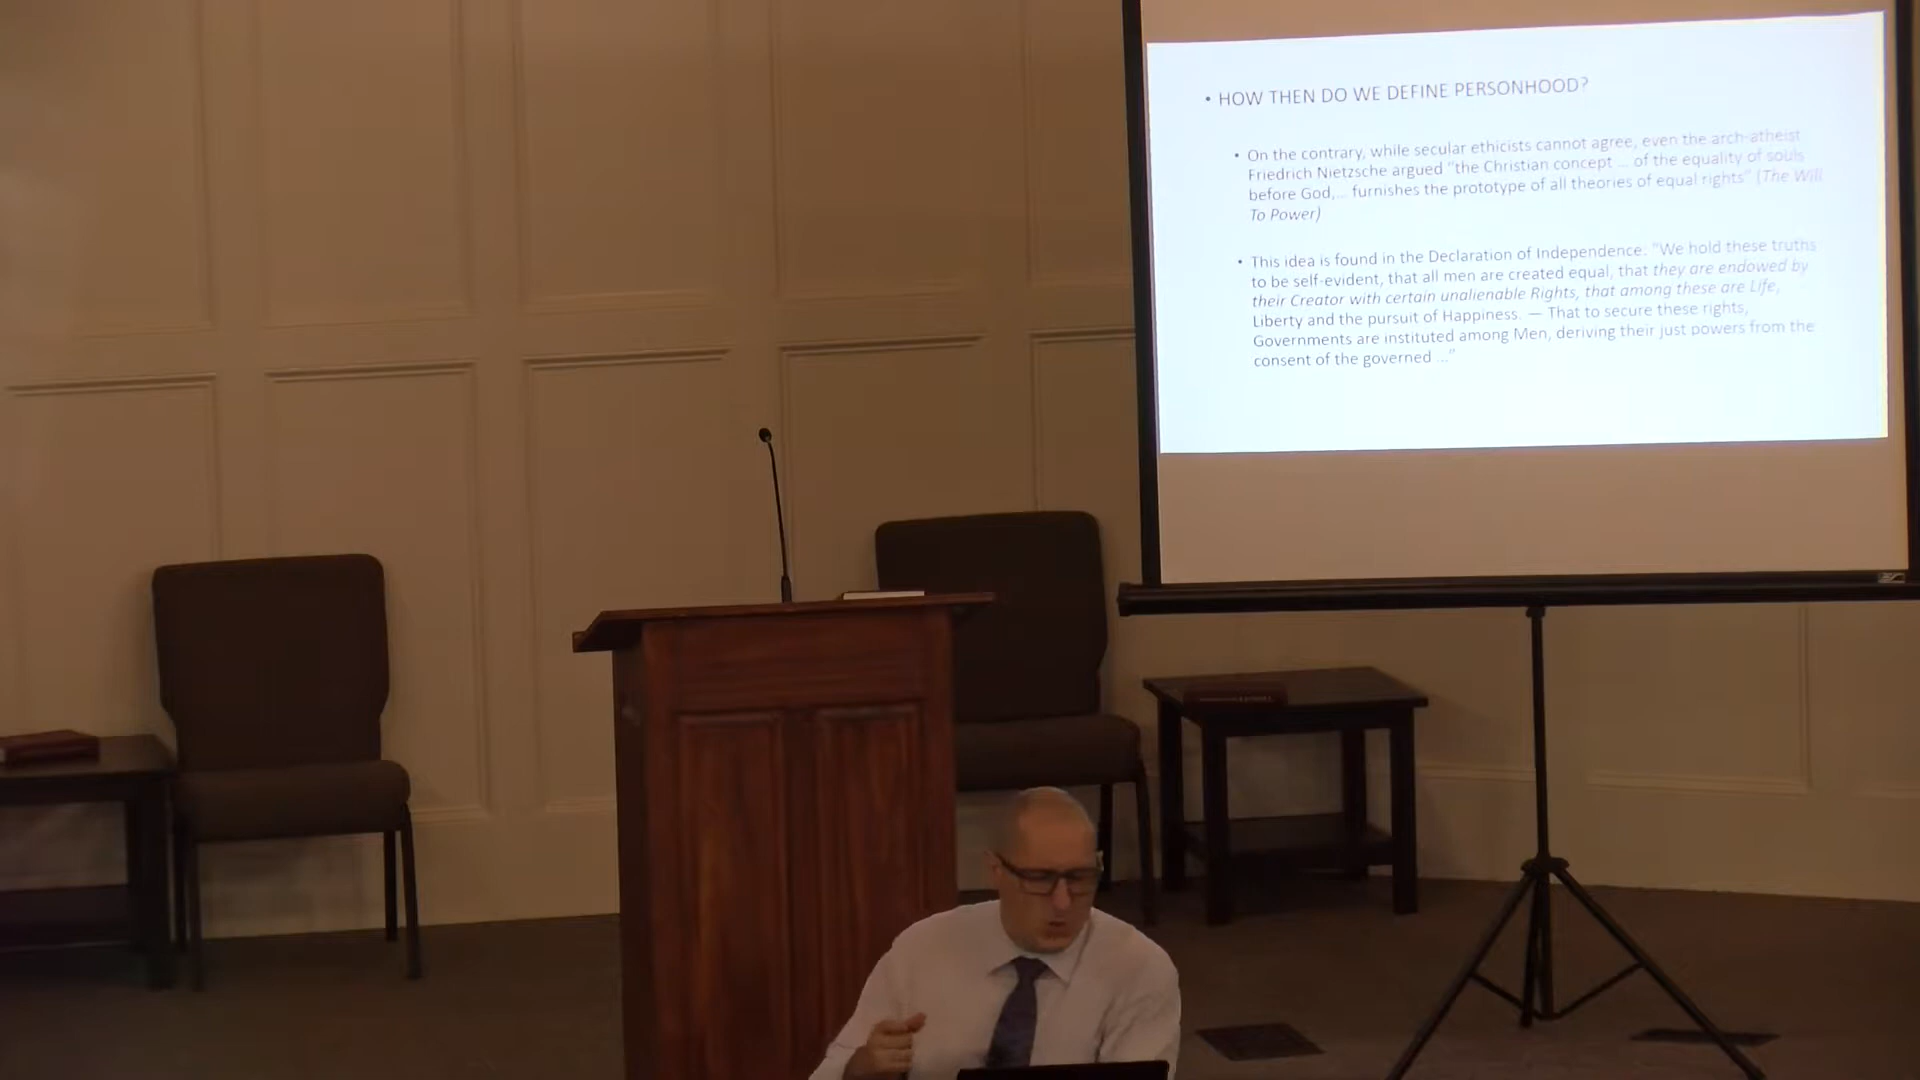 • HOW THEN DO WE DEFINE PERSONHOOD?
• On the contrary, while secular ethicists cannot agree, even the arch-atheist
Friedrich Nietzsche argued "the Christian concept ... of the equality of souls
before God,... furnishes the prototype of all theories of equal rights" (The Will
To Power)
• This idea is found in the Declaration of Independence: "We hold these truths
to be self-evident, that all men are created equal, that they are endowed by
their Creator with certain unalienable Rights, that among these are Life,
Liberty and the pursuit of Happiness. — That to secure these rights,
Governments are instituted among Men, deriving their just powers from the
consent of the governed ..."